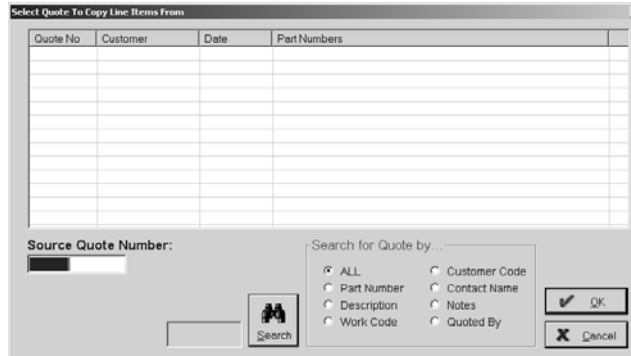 Select Quote To Copy Line Items From
Quote No Customer Date Part Numbers
Source Quote Number:
Search for Quote by...
ALL Customer Code
Part Number Contact Name
Description Notes
Work Code Quoted By
Search
OK
Cancel